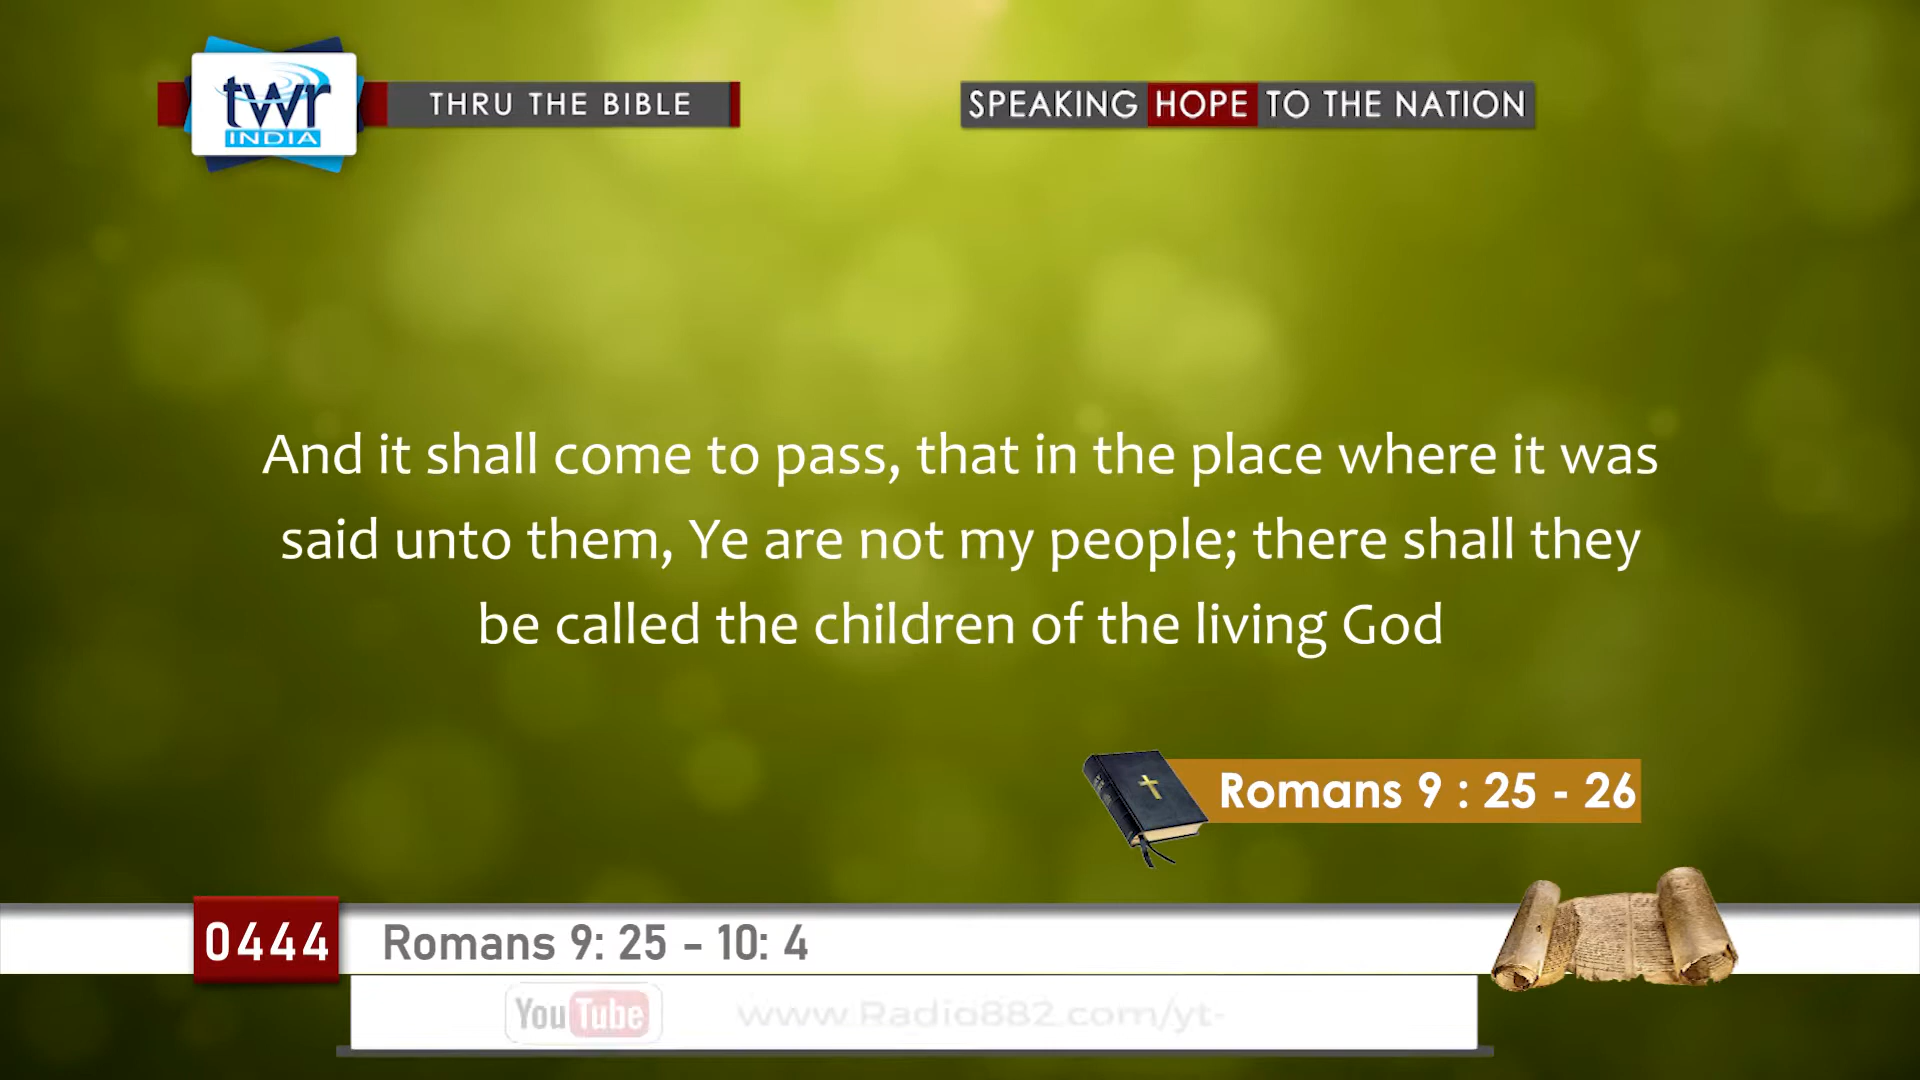 twr
INDIA
THRU THE BIBLE
SPEAKING HOPE TO THE NATION
And it shall come to pass, that in the place where it was
said unto them, Ye are not my people; there shall they
be called the children of the living God
Romans 9 : 25 - 26
0444
Romans 9: 25 - 10: 4
YouTube
www.Radio882.com/yt-